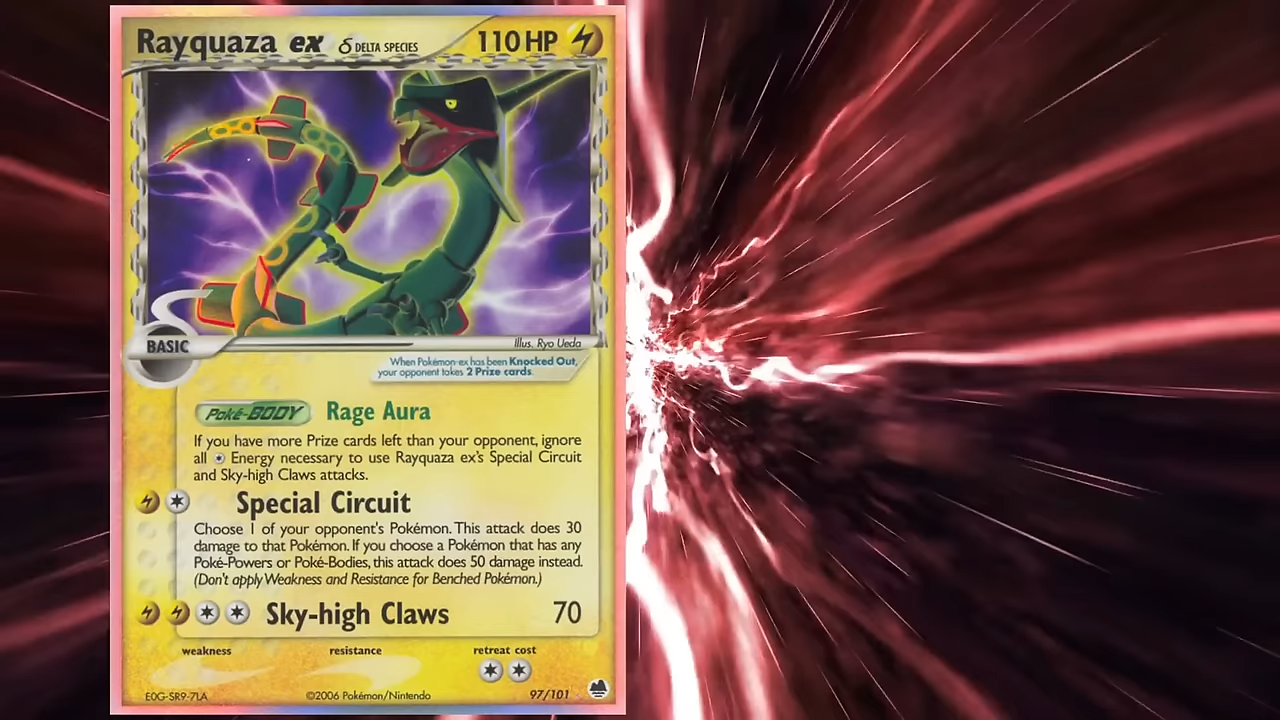 Rayquaza ex δ DELTA SPECIES 110 HP
BASIC
Illus. Ryo Ueda
When Pokémon-ex has been Knocked Out,
your opponent takes 2 Prize cards.
Poké-BODY Rage Aura
If you have more Prize cards left than your opponent, ignore
all Energy necessary to use Rayquaza ex's Special Circuit
and Sky-high Claws attacks.
Special Circuit
Choose 1 of your opponent's Pokémon. This attack does 30
damage to that Pokémon. If you choose a Pokémon that has any
Poké-Powers or Poké-Bodies, this attack does 50 damage instead.
(Don't apply Weakness and Resistance for Benched Pokémon.)
Sky-high Claws 70
weakness resistance retreat cost
E0G-SR9-7LA ©2006 Pokémon/Nintendo 97/101